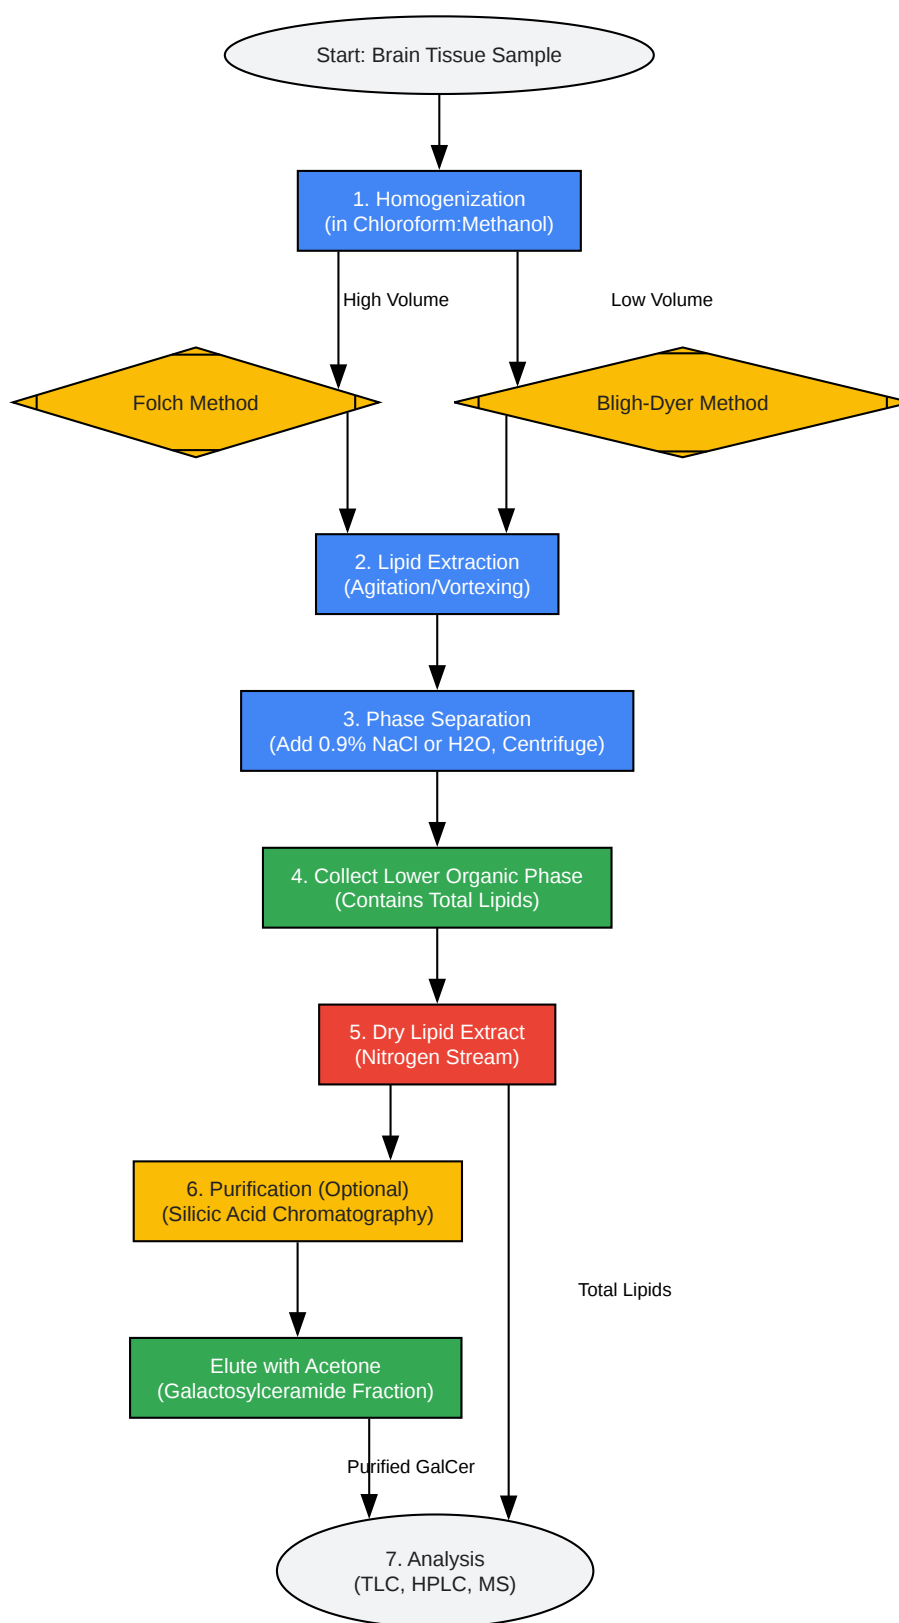 Start: Brain Tissue Sample
1. Homogenization
(in Chloroform:Methanol)
High Volume
Low Volume
Folch Method
Bligh-Dyer Method
2. Lipid Extraction
(Agitation/Vortexing)
3. Phase Separation
(Add 0.9% NaCl or H2O, Centrifuge)
4. Collect Lower Organic Phase
(Contains Total Lipids)
5. Dry Lipid Extract
(Nitrogen Stream)
6. Purification (Optional)
(Silicic Acid Chromatography)
Total Lipids
Elute with Acetone
(Galactosylceramide Fraction)
Purified GalCer
7. Analysis
(TLC, HPLC, MS)